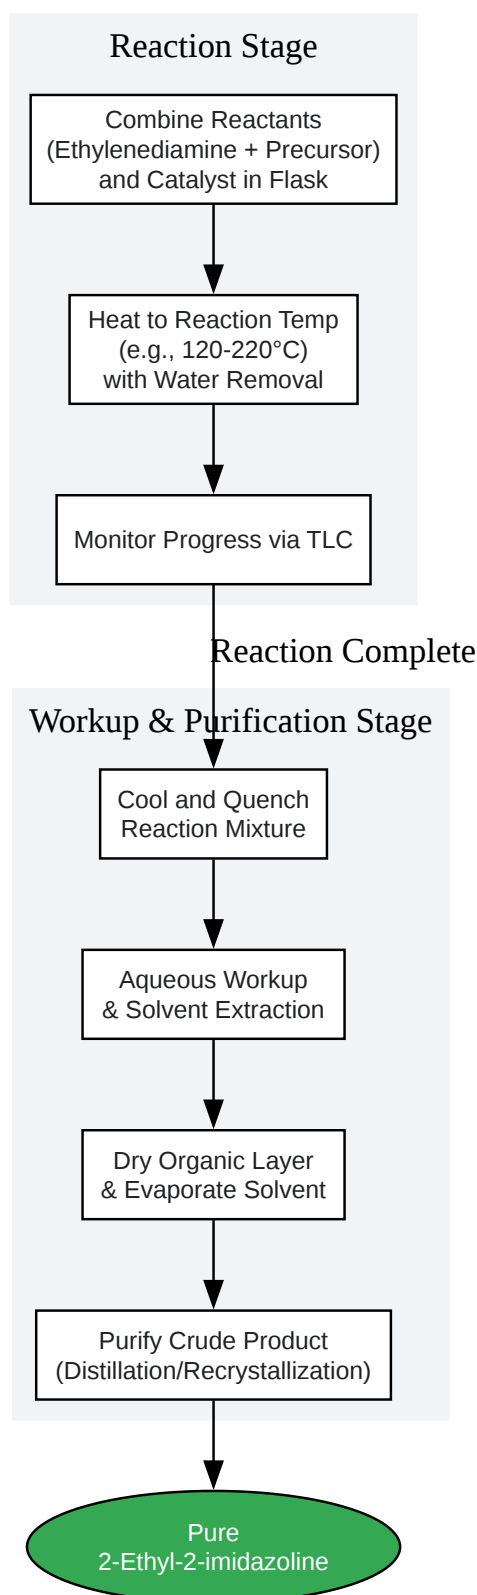 Reaction Stage
Combine Reactants
(Ethylenediamine + Precursor)
and Catalyst in Flask
Heat to Reaction Temp
(e.g., 120-220°C)
with Water Removal
Monitor Progress via TLC
Reaction Complete
Workup & Purification Stage
Cool and Quench
Reaction Mixture
Aqueous Workup
& Solvent Extraction
Dry Organic Layer
& Evaporate Solvent
Purify Crude Product
(Distillation/Recrystallization)
Pure
2-Ethyl-2-imidazoline